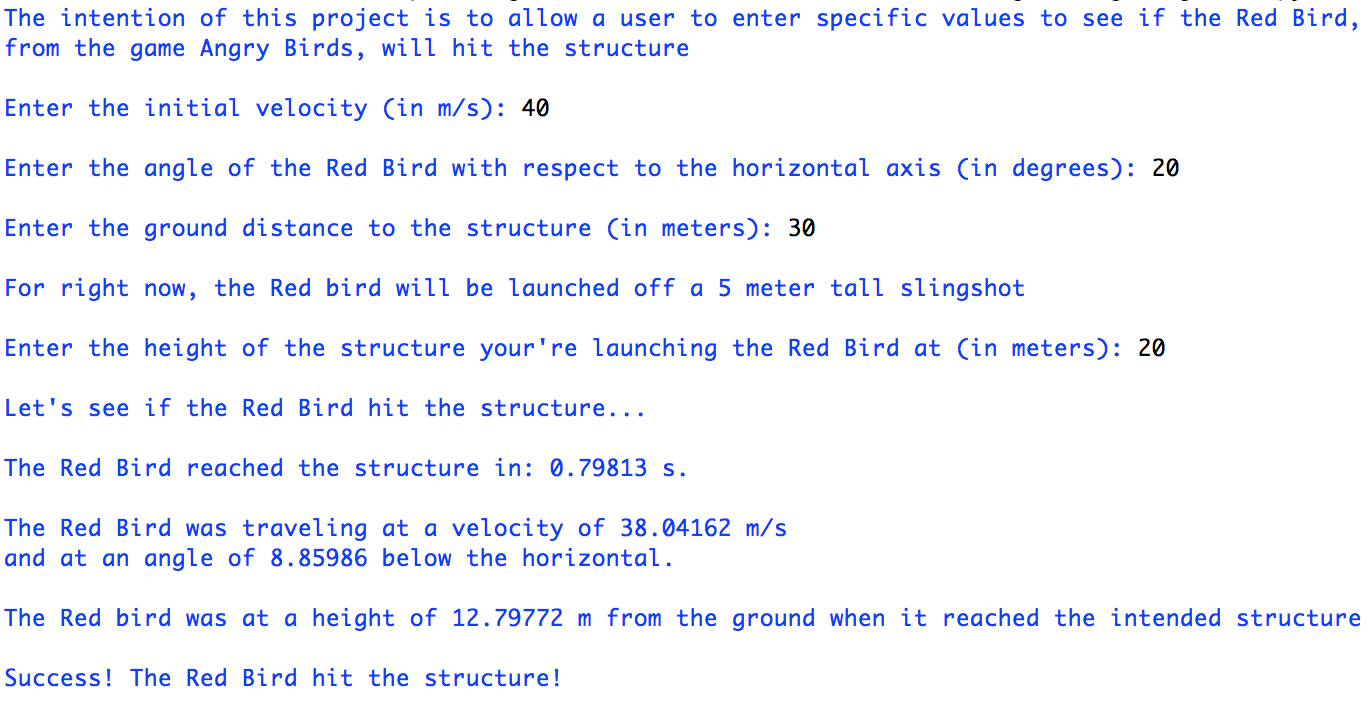 The intention of this project is to allow a user to enter specific values to see if the Red Bird,
from the game Angry Birds, will hit the structure
Enter the initial velocity (in m/s): 40
Enter the angle of the Red Bird with respect to the horizontal axis (in degrees): 20
Enter the ground distance to the structure (in meters): 30
For right now, the Red bird will be launched off a 5 meter tall slingshot
Enter the height of the structure your're launching the Red Bird at (in meters): 20
Let's see if the Red Bird hit the structure...
The Red Bird reached the structure in: 0.79813 s.
The Red Bird was traveling at a velocity of 38.04162 m/s
and at an angle of 8.85986 below the horizontal.
The Red bird was at a height of 12.79772 m from the ground when it reached the intended structure
Success! The Red Bird hit the structure!